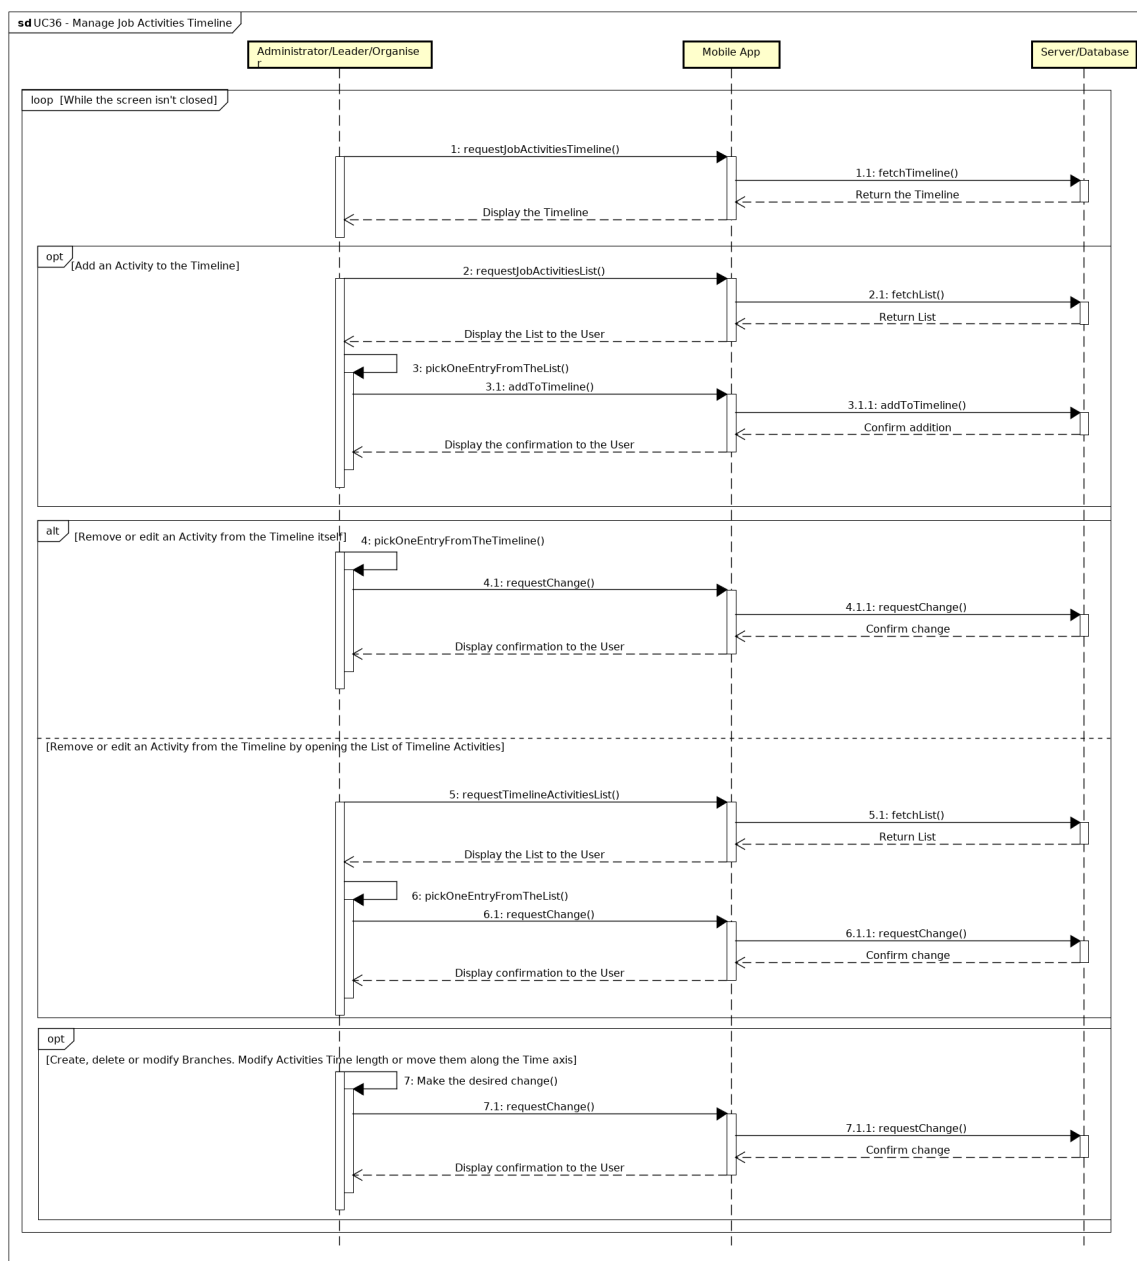 sd UC36 - Manage Job Activities Timeline
Administrator/Leader/Organise
r
Mobile App
Server/Database
loop [While the screen isn't closed]
1: requestJobActivitiesTimeline()
1.1: fetchTimeline()
Return the Timeline
Display the Timeline
opt
[Add an Activity to the Timeline]
2: requestJobActivitiesList()
2.1: fetchList()
Return List
Display the List to the User
3: pickOneEntryFromTheList()
3.1: addToTimeline()
3.1.1: addToTimeline()
Confirm addition
Display the confirmation to the User
alt
[Remove or edit an Activity from the Timeline itself]
4: pickOneEntryFromTheTimeline()
4.1: requestChange()
4.1.1: requestChange()
Confirm change
Display confirmation to the User
[Remove or edit an Activity from the Timeline by opening the List of Timeline Activities]
5: requestTimelineActivitiesList()
5.1: fetchList()
Return List
Display the List to the User
6: pickOneEntryFromTheList()
6.1: requestChange()
6.1.1: requestChange()
Confirm change
Display confirmation to the User
opt
[Create, delete or modify Branches. Modify Activities Time length or move them along the Time axis]
7: Make the desired change()
7.1: requestChange()
7.1.1: requestChange()
Confirm change
Display confirmation to the User